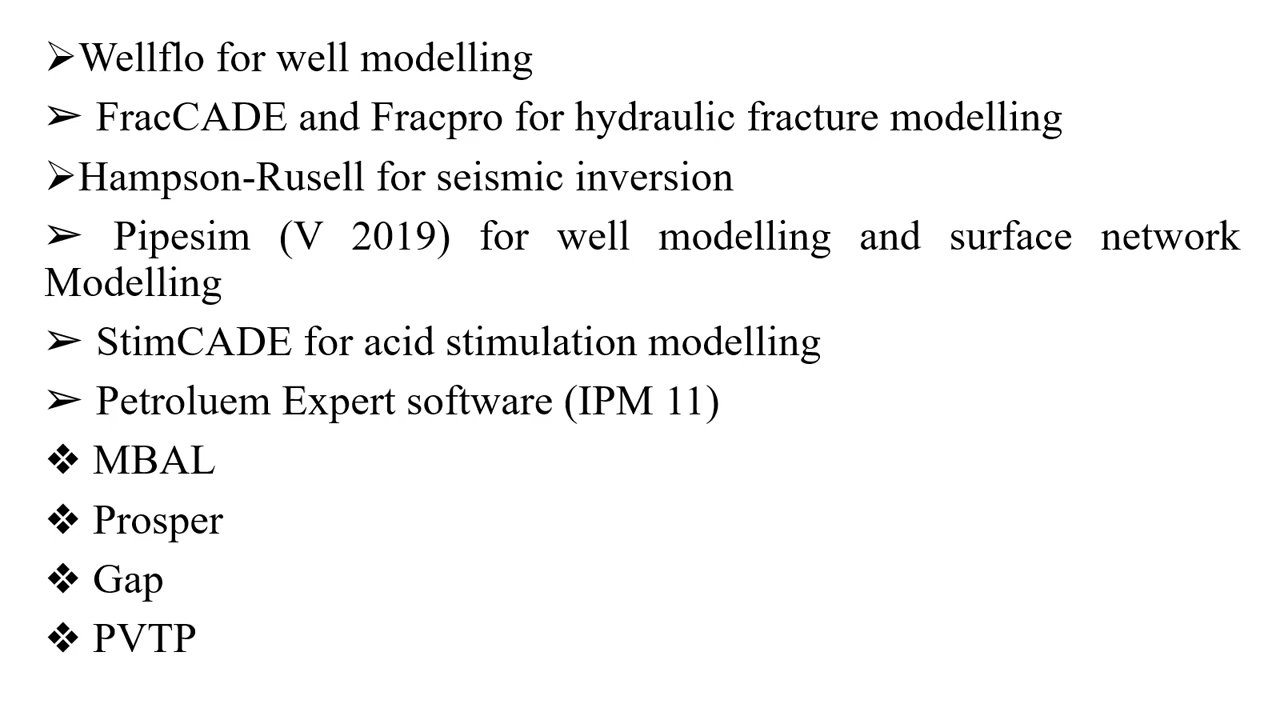 ➢Wellflo for well modelling
➢ FracCADE and Fracpro for hydraulic fracture modelling
➢Hampson-Rusell for seismic inversion
➢ Pipesim (V 2019) for well modelling and surface network
Modelling
➢ StimCADE for acid stimulation modelling
➢ Petroluem Expert software (IPM 11)
❖ MBAL
❖ Prosper
❖ Gap
❖ PVTP